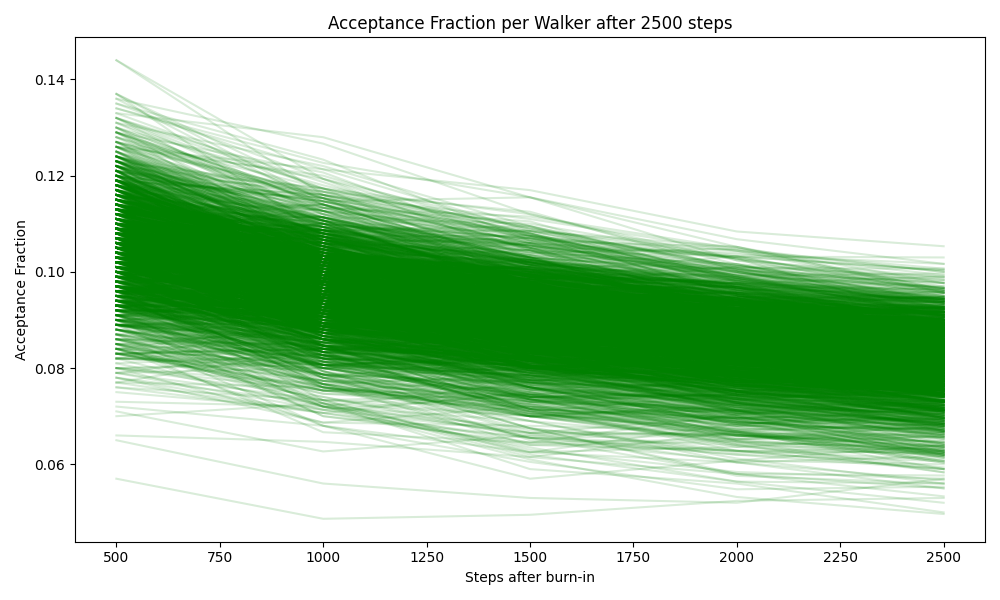 Acceptance Fraction per Walker after 2500 steps
Acceptance Fraction
0.14
0.12
0.10
0.08
0.06
500 750 1000 1250 1500 1750 2000 2250 2500
Steps after burn-in